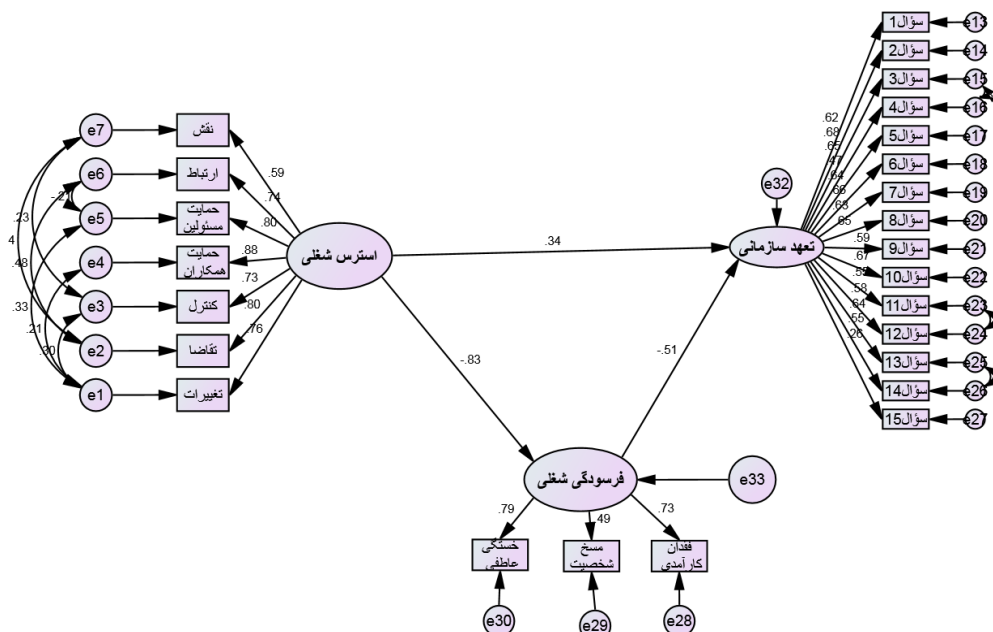 e7
نقش
.59
e6
ارتباط
.74
e5
حمایت
مسئولین
.80
e4
حمایت
همکاران
.88
e3
کنترل
.73
e2
تقاضا
.80
e1
تغییرات
.76
.23
4
.48
.33
.21
.30
استرس شغلی
.34
-.83
-.51
e32
تعهد سازمانی
.62
.68
.65
.47
.64
.66
.63
.65
.59
.67
.58
.64
.55
.26
سؤال1
e13
سؤال2
e14
سؤال3
e15
سؤال4
e16
سؤال5
e17
سؤال6
e18
سؤال7
e19
سؤال8
e20
سؤال9
e21
سؤال10
e22
سؤال11
e23
سؤال12
e24
سؤال13
e25
سؤال14
e26
سؤال15
e27
فرسودگی شغلی
e33
.79
.49
.73
خستگی
عاطفی
مسخ
شخصیت
فقدان
کارآمدی
e30
e29
e28